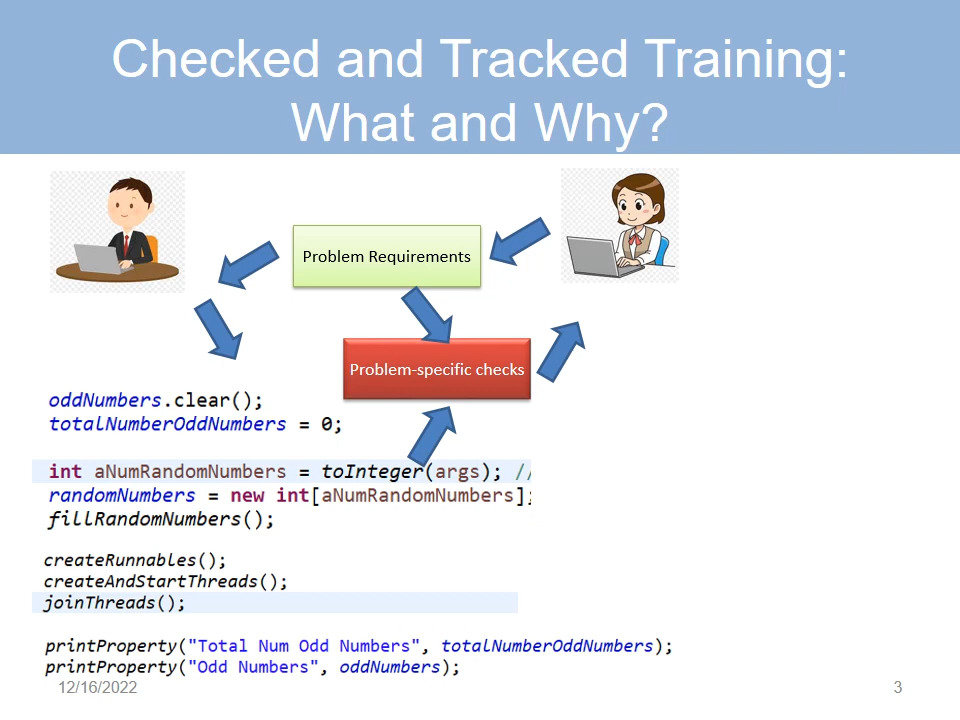 Checked and Tracked Training:
What and Why?
Problem Requirements
Problem-specific checks
oddNumbers.clear();
totalNumberOddNumbers = 0;
int aNumRandomNumbers = toInteger(args); //
randomNumbers = new int[aNumRandomNumbers];
fillRandomNumbers();
createRunnables();
createAndStartThreads();
joinThreads();
printProperty("Total Num Odd Numbers", totalNumberOddNumbers);
printProperty("Odd Numbers", oddNumbers);
12/16/2022
3